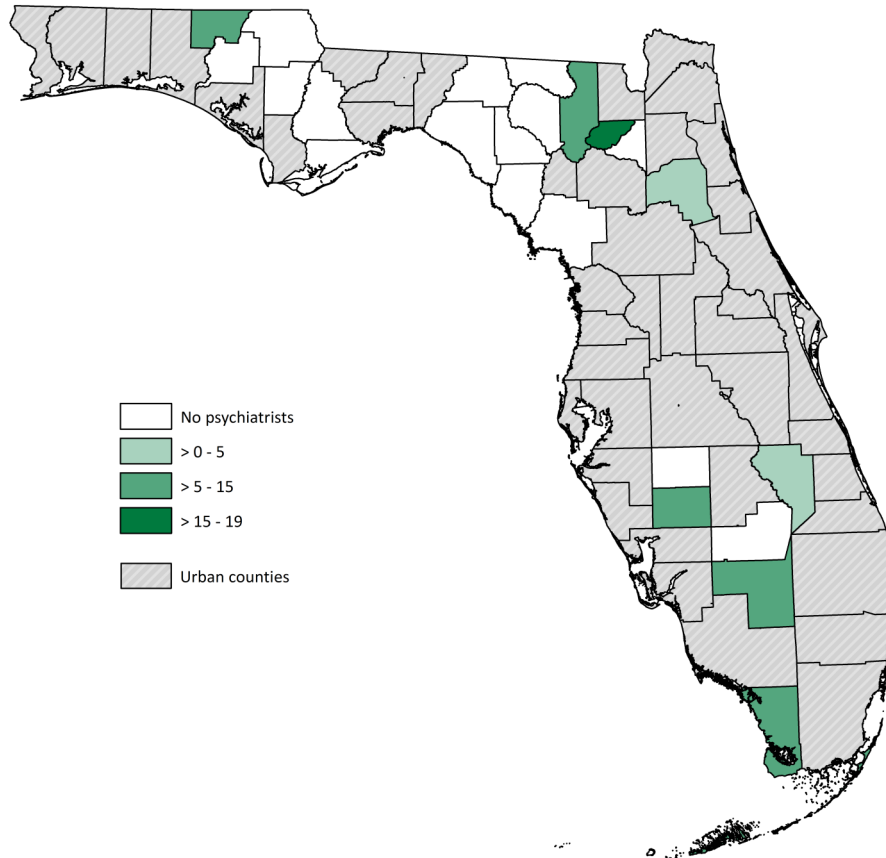 No psychiatrists
> 0 - 5
> 5 - 15
> 15 - 19
Urban counties